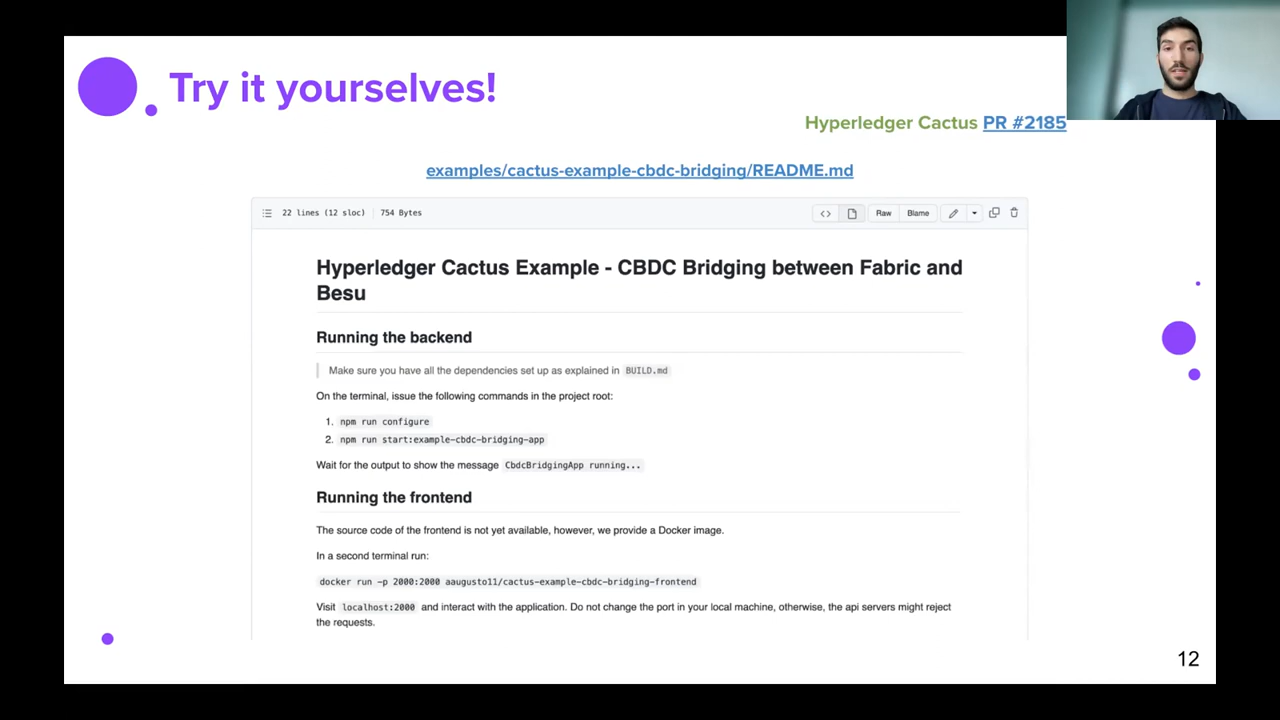 Try it yourselves!
Hyperledger Cactus PR #2185
examples/cactus-example-cbdc-bridging/README.md
22 lines (12 sloc) 754 Bytes
Raw Blame
Hyperledger Cactus Example - CBDC Bridging between Fabric and
Besu
Running the backend
Make sure you have all the dependencies set up as explained in BUILD.md
On the terminal, issue the following commands in the project root:
1. npm run configure
2. npm run start:example-cbdc-bridging-app
Wait for the output to show the message CbdcBridgingApp running...
Running the frontend
The source code of the frontend is not yet available, however, we provide a Docker image.
In a second terminal run:
docker run -p 2000:2000 aaugusto11/cactus-example-cbdc-bridging-frontend
Visit localhost:2000 and interact with the application. Do not change the port in your local machine, otherwise, the api servers might reject
the requests.
12